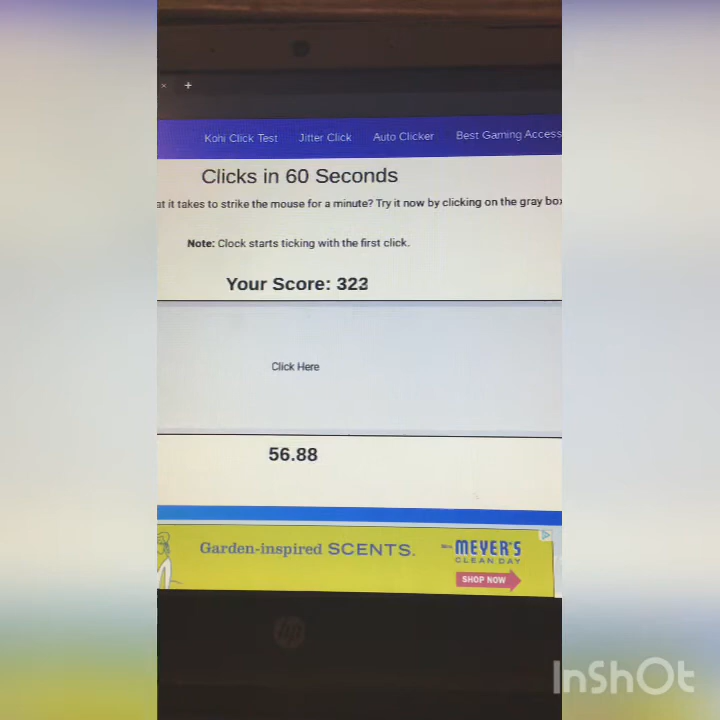 × +
Kohi Click Test Jitter Click Auto Clicker Best Gaming Access
Clicks in 60 Seconds
at it takes to strike the mouse for a minute? Try it now by clicking on the gray box
Note: Clock starts ticking with the first click.
Your Score: 323
Click Here
56.88
Garden-inspired SCENTS.
MEYER'S
CLEAN DAY
SHOP NOW
hp
InShOt